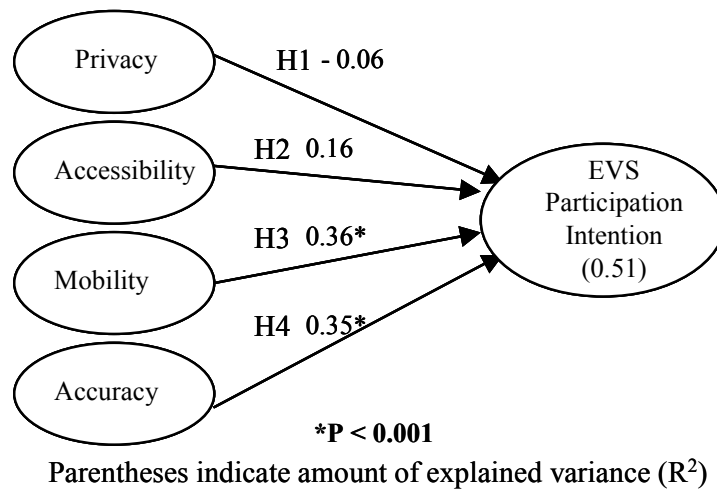 Privacy
H1 - 0.06
Accessibility
H2 0.16
Mobility
H3 0.36*
Accuracy
H4 0.35*
EVS
Participation
Intention
(0.51)
*P < 0.001
Parentheses indicate amount of explained variance (R²)